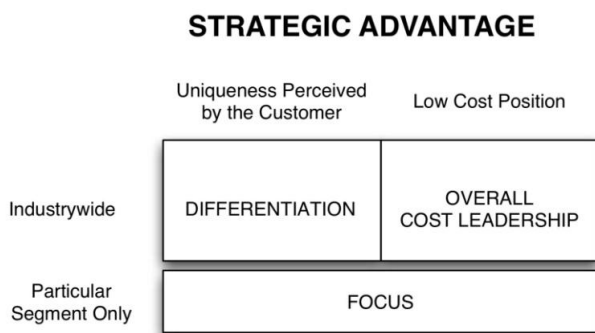 STRATEGIC ADVANTAGE
Uniqueness Perceived
by the Customer
Low Cost Position
Industrywide
DIFFERENTIATION
OVERALL
COST LEADERSHIP
Particular
Segment Only
FOCUS